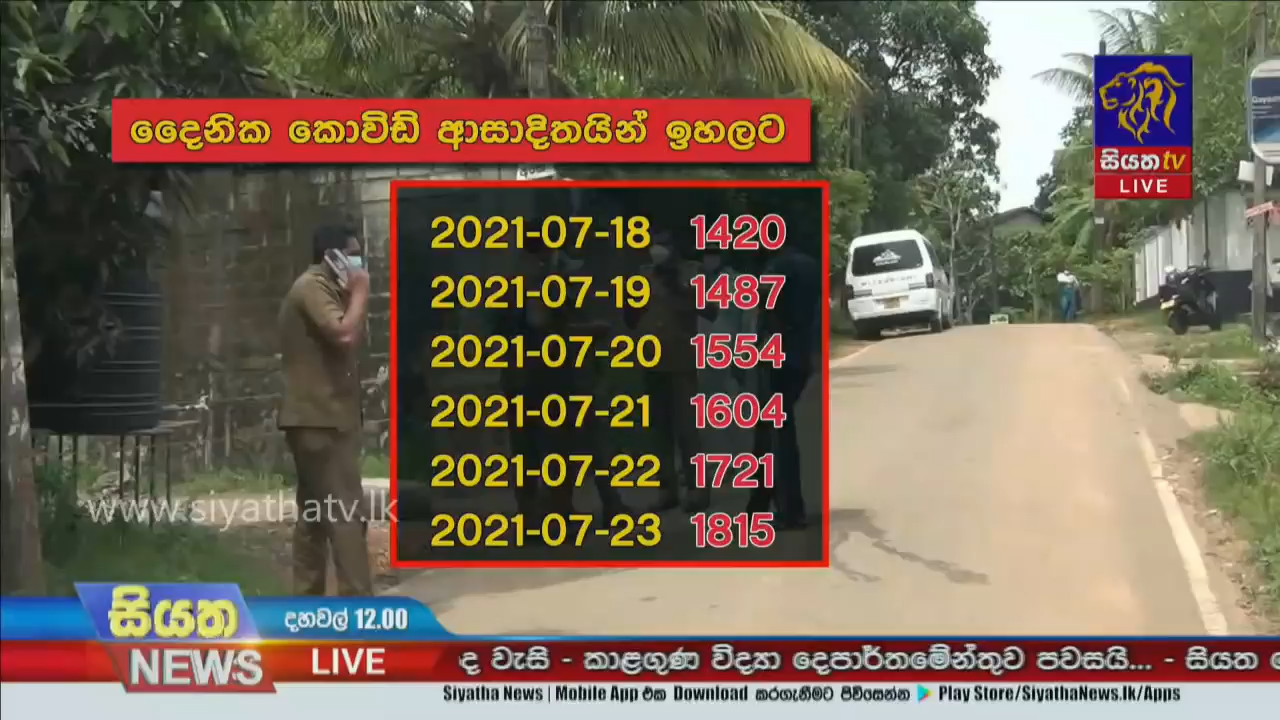 දෛනික කොවිඩ් ආසාදිතයින් ඉහලට
සියත tv
LIVE
2021-07-18 1420
2021-07-19 1487
2021-07-20 1554
2021-07-21 1604
2021-07-22 1721
2021-07-23 1815
www.siyathatv.lk
සියත
දහවල් 12.00
NEWS LIVE
වැසි - කාළගුණ විද්‍යා දෙපාර්තමේන්තුව පවසයි... - සියත
Siyatha News | Mobile App එක Download කරගැනීමට පිවිසෙන්න Play Store/SiyathaNews.lk/Apps